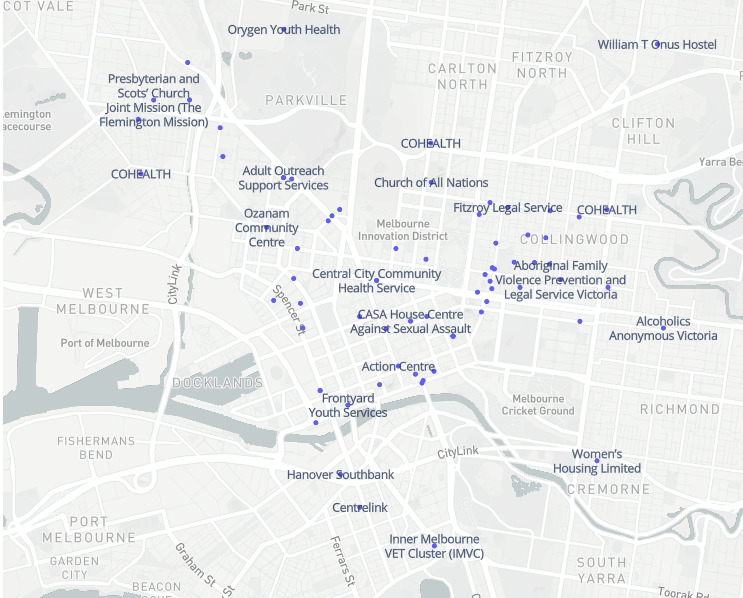 COT VALE
Park St
Orygen Youth Health
William T Onus Hostel
FITZROY
NORTH
CARLTON
NORTH
Presbyterian and
Scots' Church
Joint Mission (The
Flemington Mission)
PARKVILLE
CLIFTON
HILL
COHEALTH
Yarra Be
COHEALTH
Adult Outreach
Support Services
Church of All Nations
Fitzroy Legal Service
COHEALTH
Ozanam
Community
Centre
Melbourne
Innovation District
COLLINGWOOD
CityLink
Central City Community
Health Service
Aboriginal Family
Violence Prevention and
Legal Service Victoria
WEST
MELBOURNE
Spencer St
CASA House Centre
Against Sexual Assault
Alcoholics
Anonymous Victoria
Port of Melbourne
Action Centre
DOCKLANDS
Frontyard
Youth Services
Melbourne
Cricket Ground
RICHMOND
FISHERMANS
BEND
CityLink
Women's
Housing Limited
Hanover Southbank
CREMORNE
Centrelink
PORT
MELBOURNE
Inner Melbourne
VET Cluster (IMVC)
Graham St
St
Ferrars St
GARDEN
CITY
SOUTH
YARRA
BEACON
Toorak Rd